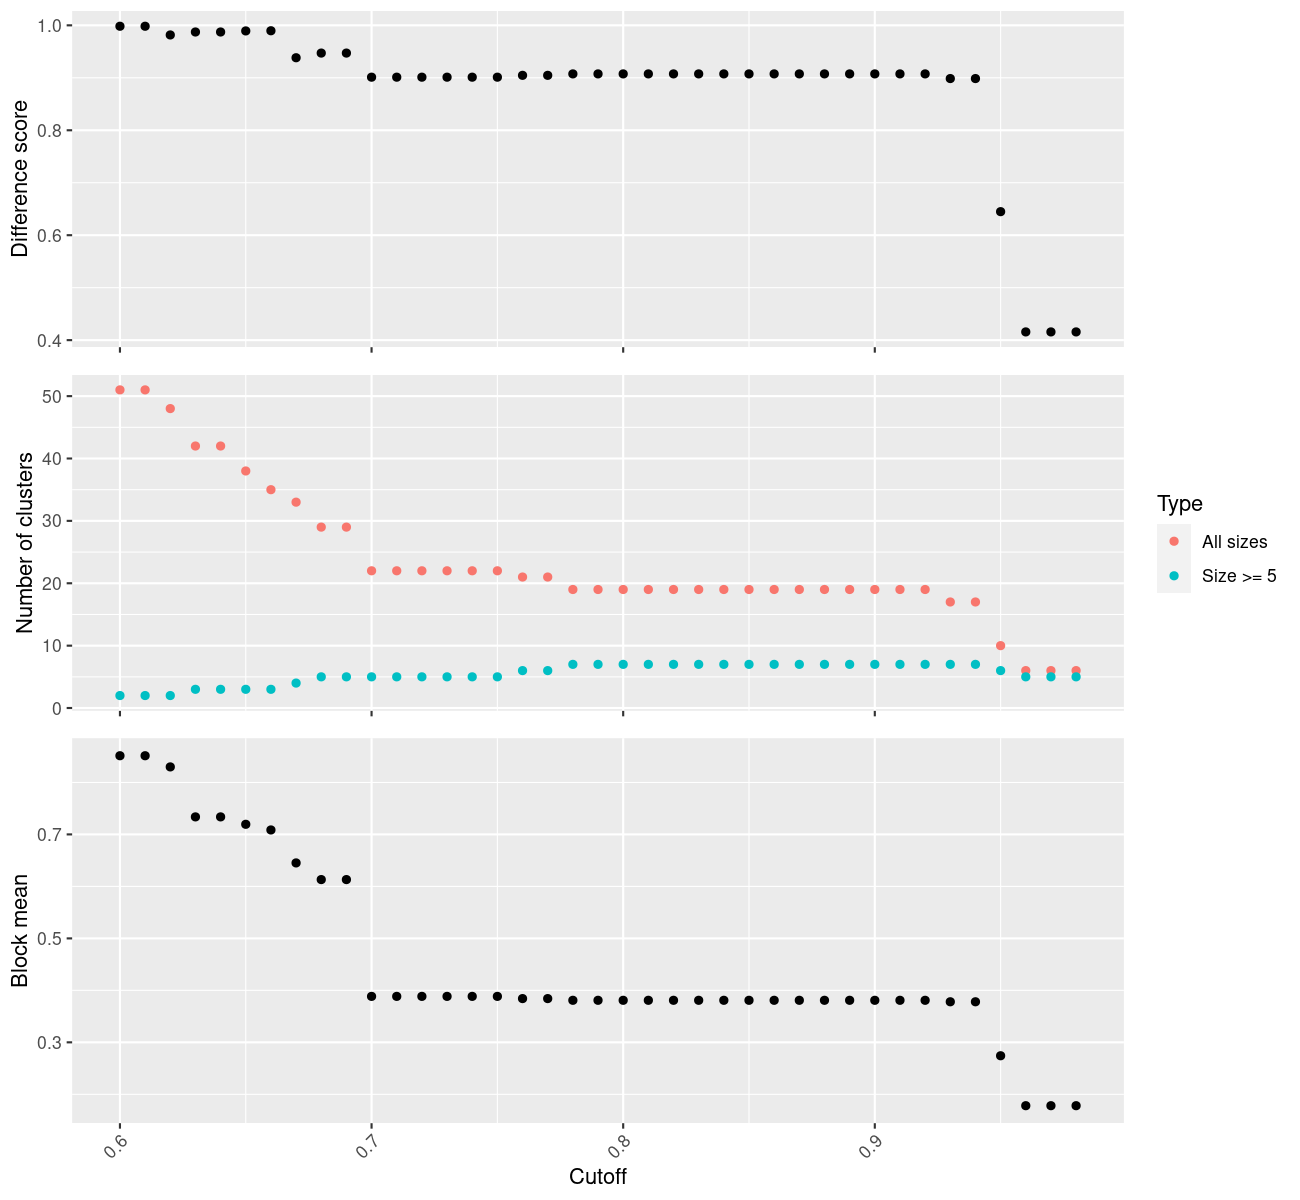 1.0
0.8
0.6
0.4
Difference score
50
40
30
20
10
0
Number of clusters
Type
All sizes
Size >= 5
0.7
0.5
0.3
Block mean
0.6 0.7 0.8 0.9
Cutoff